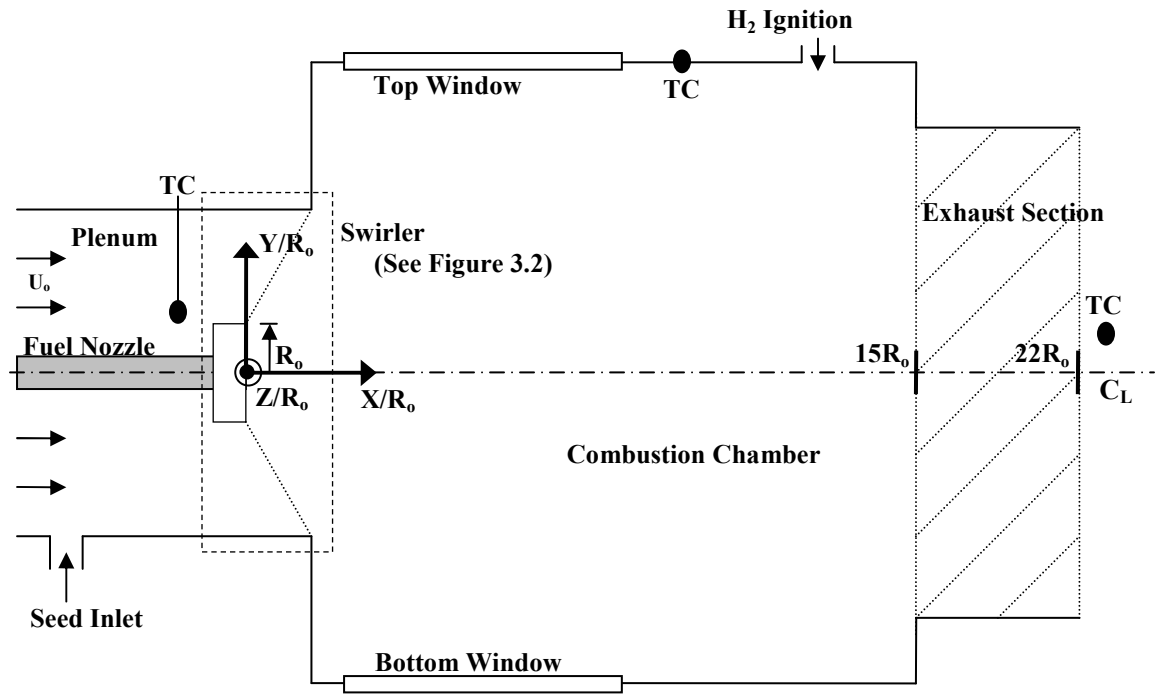 H₂ Ignition
Top Window
TC
TC
Plenum
Exhaust Section
Swirler
(See Figure 3.2)
Y/Rₒ
Uₒ
TC
Fuel Nozzle
Rₒ
15Rₒ
22Rₒ
Z/Rₒ
X/Rₒ
C_L
Combustion Chamber
Seed Inlet
Bottom Window